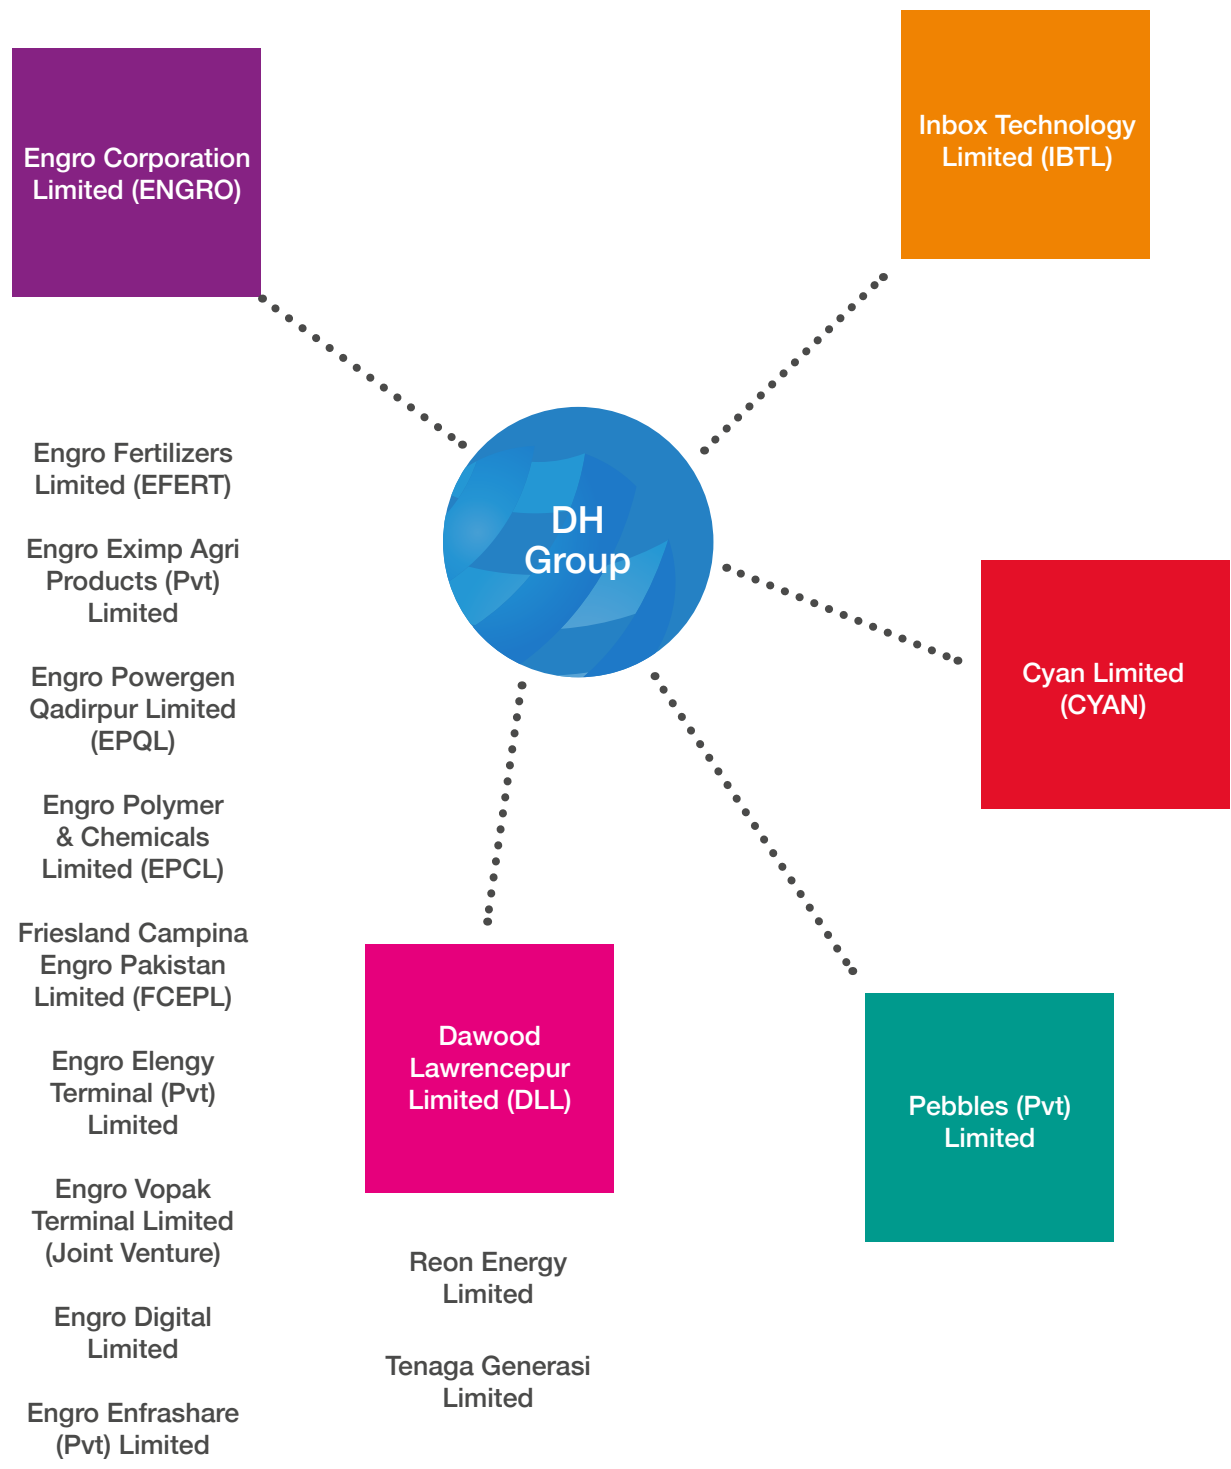 Engro Corporation
Limited (ENGRO)
Inbox Technology
Limited (IBTL)
DH
Group
Cyan Limited
(CYAN)
Pebbles (Pvt)
Limited
Dawood
Lawrencepur
Limited (DLL)
Reon Energy
Limited
Tenaga Generasi
Limited
Engro Fertilizers
Limited (EFERT)
Engro Eximp Agri
Products (Pvt)
Limited
Engro Powergen
Qadirpur Limited
(EPQL)
Engro Polymer
& Chemicals
Limited (EPCL)
Friesland Campina
Engro Pakistan
Limited (FCEPL)
Engro Elengy
Terminal (Pvt)
Limited
Engro Vopak
Terminal Limited
(Joint Venture)
Engro Digital
Limited
Engro Enfrashare
(Pvt) Limited